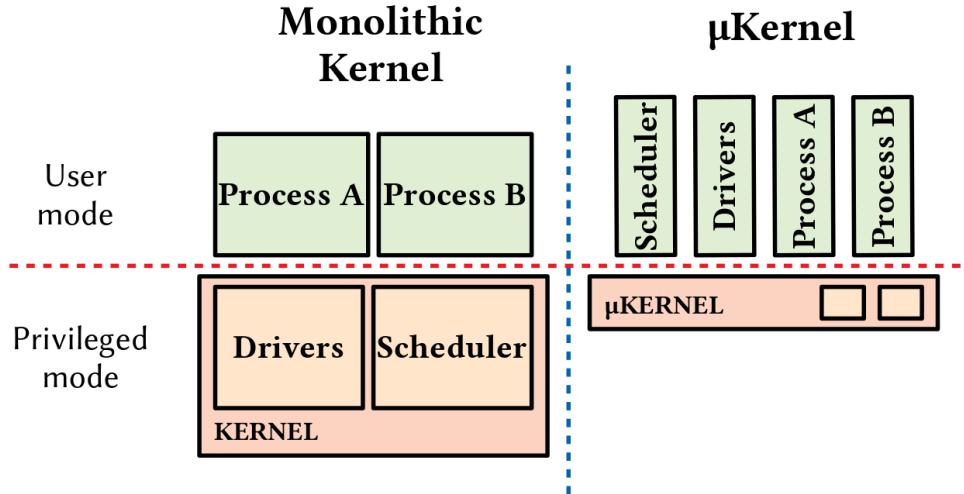 Monolithic
Kernel
μKernel
User
mode
Process A
Process B
Scheduler
Drivers
Process A
Process B
Privileged
mode
Drivers
Scheduler
KERNEL
μKERNEL